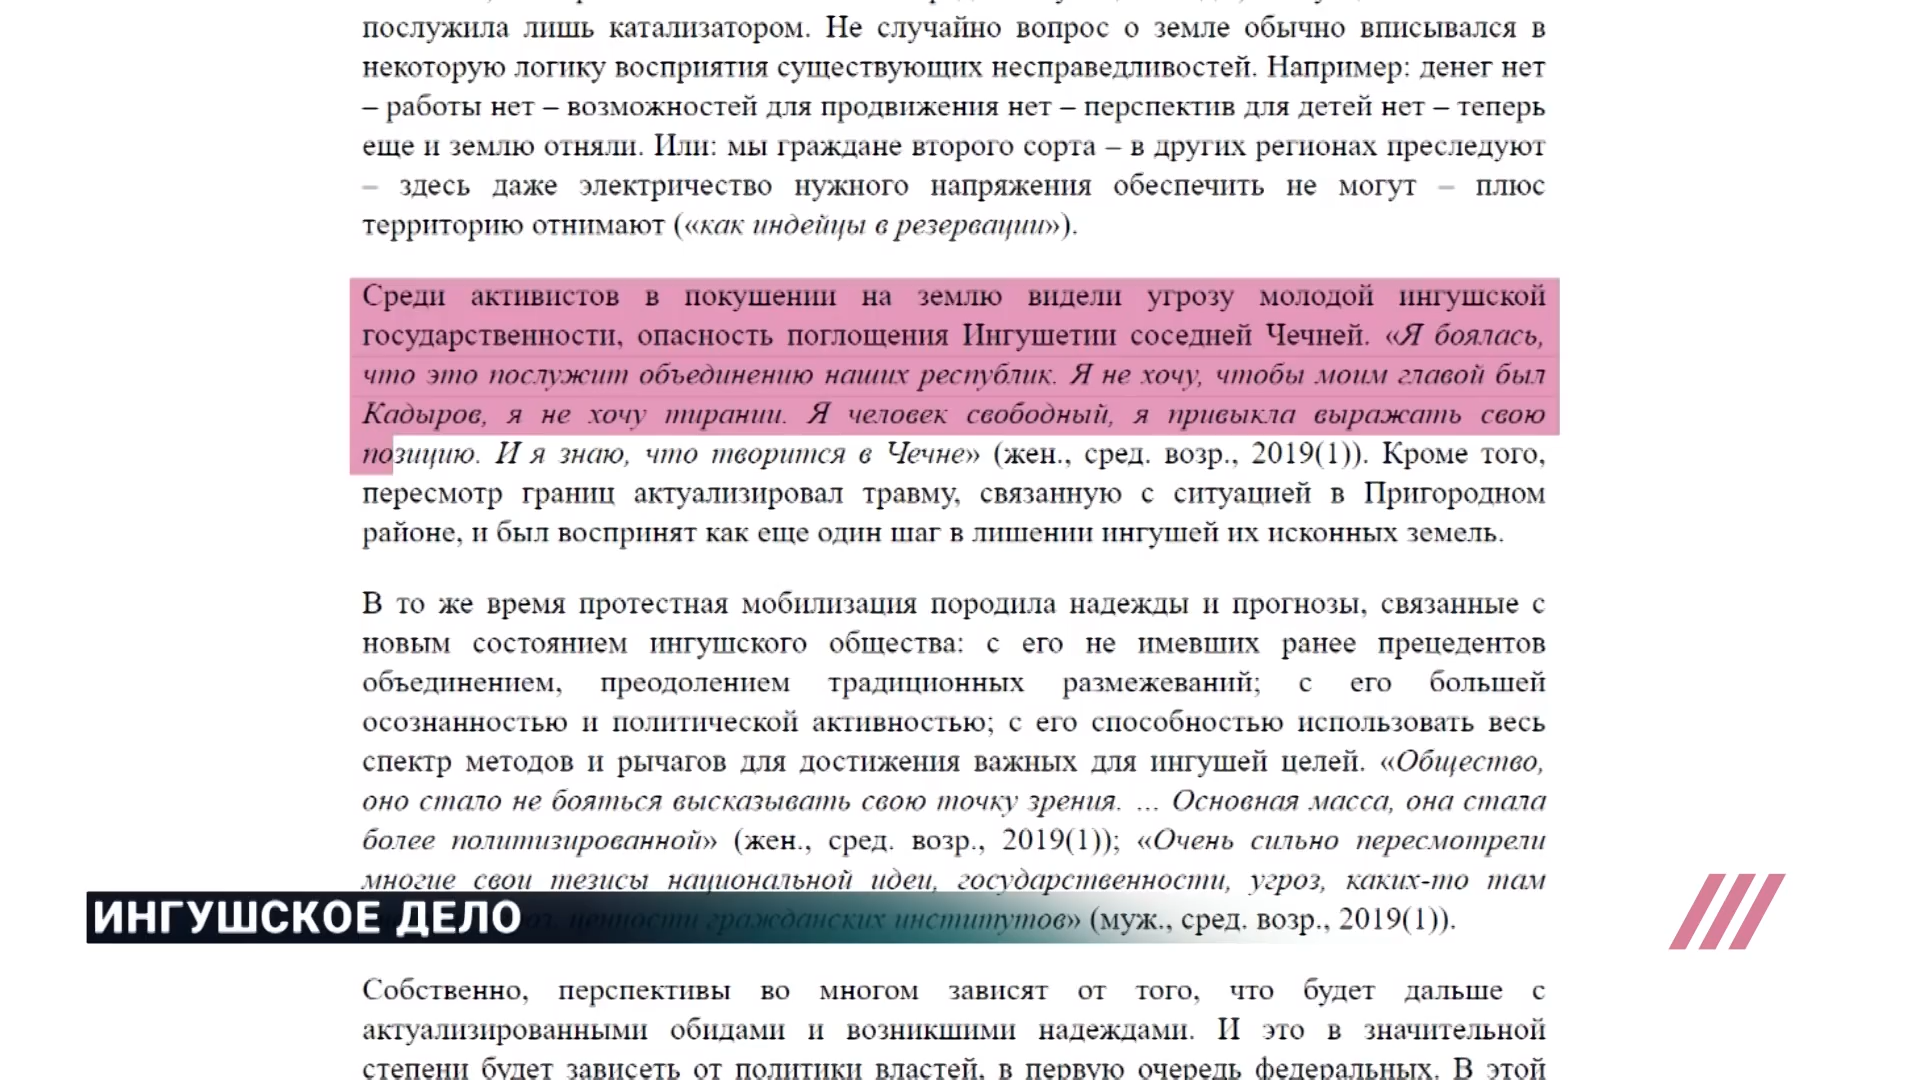 послужила лишь катализатором. Не случайно вопрос о земле обычно вписывался в
некоторую логику восприятия существующих несправедливостей. Например: денег нет
– работы нет – возможностей для продвижения нет – перспектив для детей нет – теперь
еще и землю отняли. Или: мы граждане второго сорта – в других регионах преследуют
– здесь даже электричество нужного напряжения обеспечить не могут – плюс
территорию отнимают («как индейцы в резервации»).
Среди активистов в покушении на землю видели угрозу молодой ингушской
государственности, опасность поглощения Ингушетии соседней Чечней. «Я боялась,
что это послужит объединению наших республик. Я не хочу, чтобы моим главой был
Кадыров, я не хочу тирании. Я человек свободный, я привыкла выражать свою
позицию. И я знаю, что творится в Чечне» (жен., сред. возр., 2019(1)). Кроме того,
пересмотр границ актуализировал травму, связанную с ситуацией в Пригородном
районе, и был воспринят как еще один шаг в лишении ингушей их исконных земель.
В то же время протестная мобилизация породила надежды и прогнозы, связанные с
новым состоянием ингушского общества: с его не имевших ранее прецедентов
объединением, преодолением традиционных размежеваний; с его большей
осознанностью и политической активностью; с его способностью использовать весь
спектр методов и рычагов для достижения важных для ингушей целей. «Общество,
оно стало не бояться высказывать свою точку зрения. ... Основная масса, она стала
более политизированной» (жен., сред. возр., 2019(1)); «Очень сильно пересмотрели
многие свои тезисы национальной идеи, государственности, угроз, каких-то там
ценности гражданских институтов» (муж., сред. возр., 2019(1)).
ИНГУШСКОЕ ДЕЛО
Собственно, перспективы во многом зависят от того, что будет дальше с
актуализированными обидами и возникшими надеждами. И это в значительной
степени будет зависеть от политики властей, в первую очередь федеральных. В этой